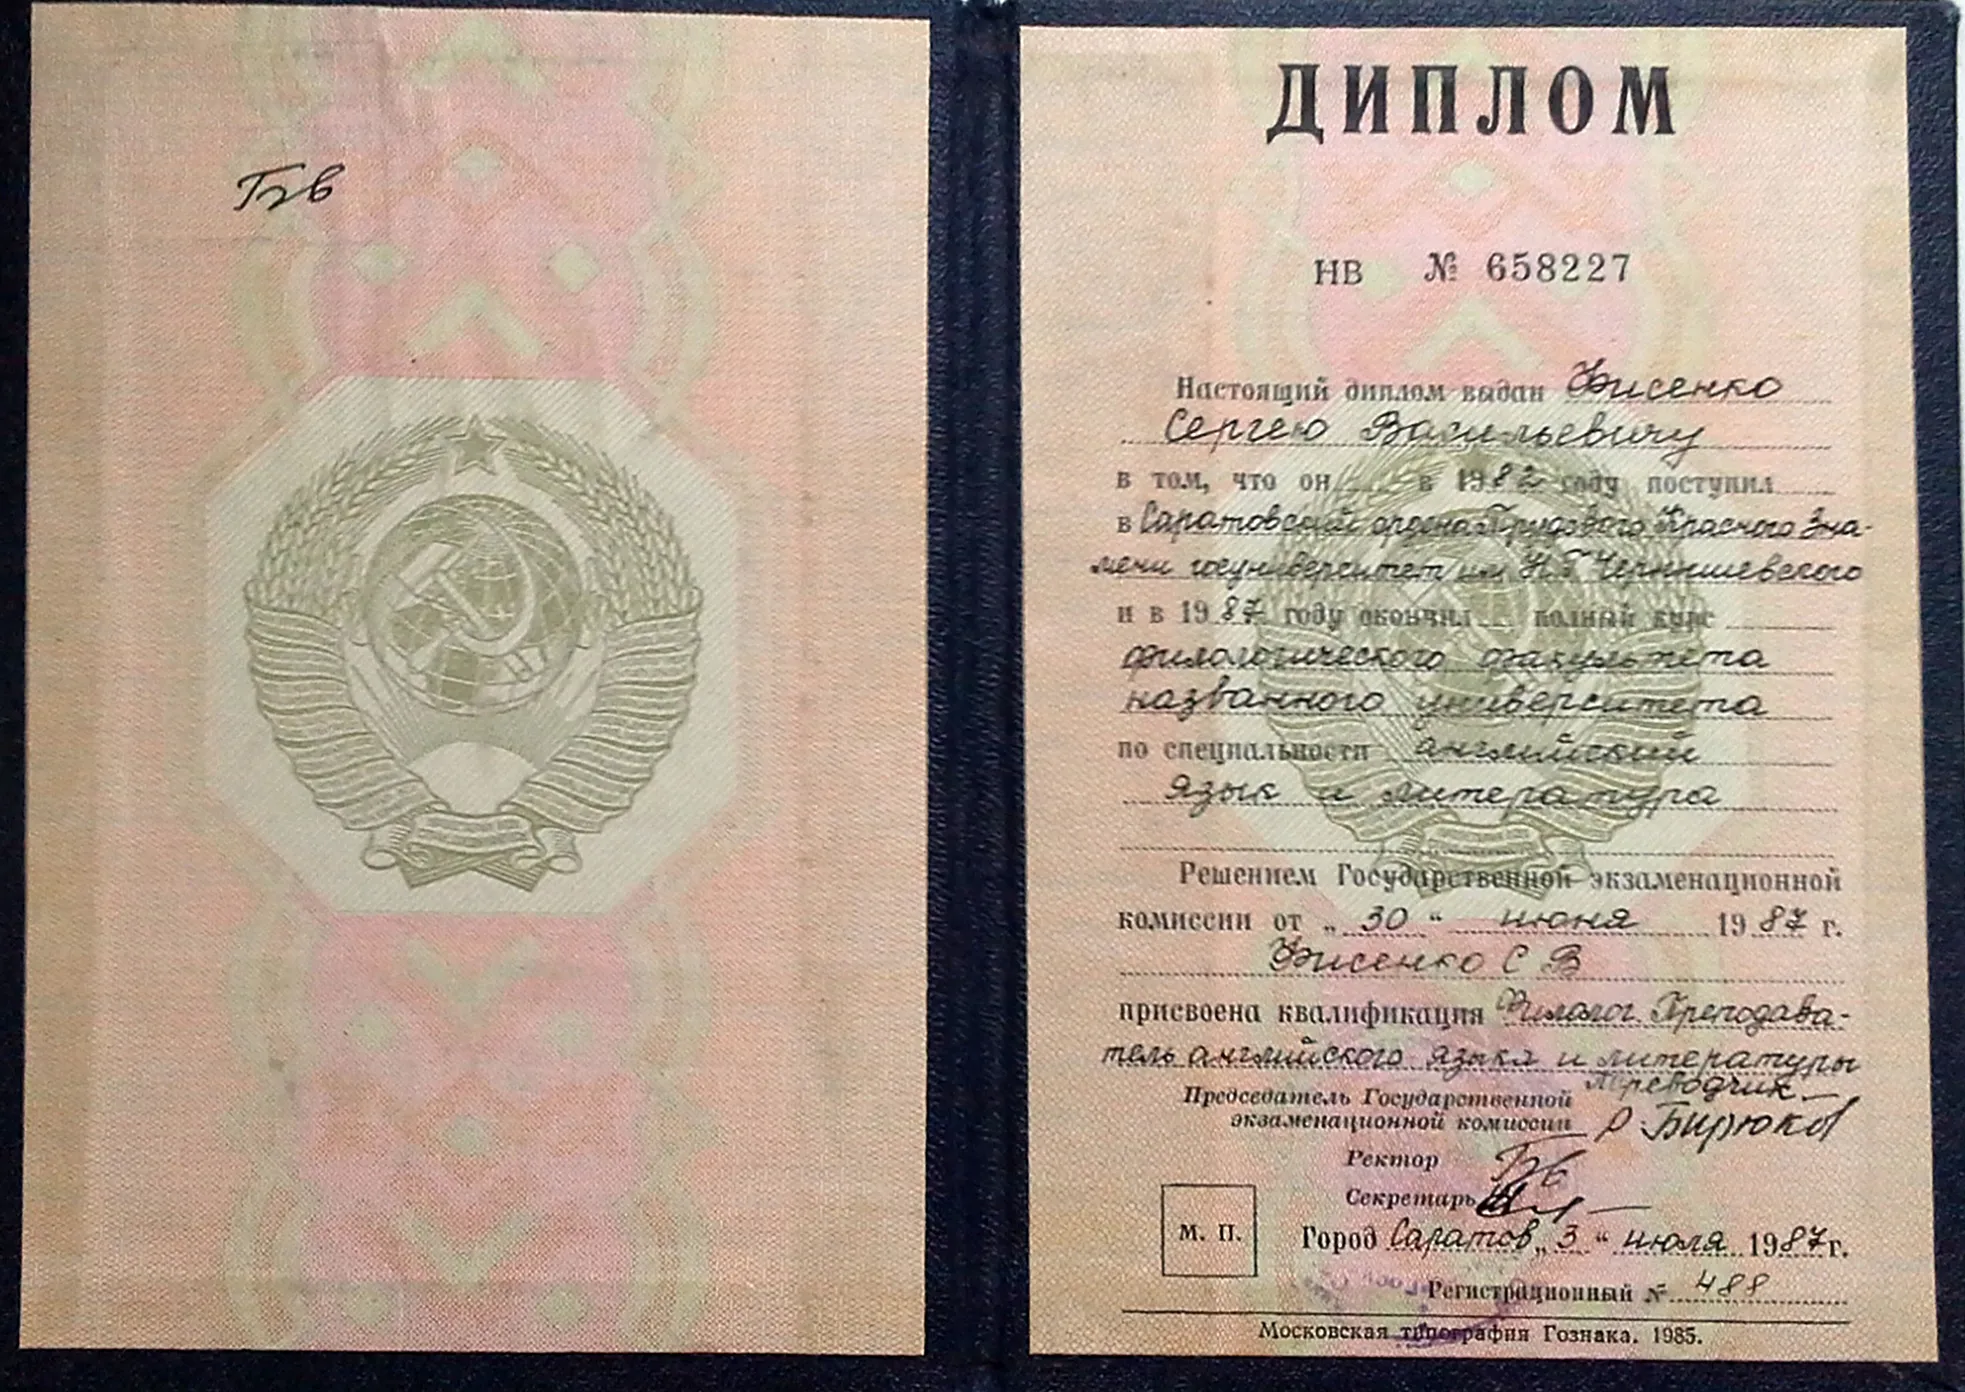 ДИПЛОМ
НВ № 658227
Настоящий диплом выдан Фисенко
Сергею Васильевичу
в том, что он в 1982 году поступил
в Саратовский ордена Трудового Красного Зна-
мени госуниверситет им Н Г Чернышевского
и в 1987 году окончил полный курс
филологического факультета
названного университета
по специальности английский
язык и литература
Решением Государственной экзаменационной
комиссии от „30“ июня 1987 г.
Фисенко С В
присвоена квалификация Филолог Преподава-
тель английского языка и литературы
Переводчик
Председатель Государственной
экзаменационной комиссии Бирюков
Ректор
Секретарь
М. П.
Город Саратов „3“ июля 1987 г.
Регистрационный № 488
Московская типография Гознака. 1985.